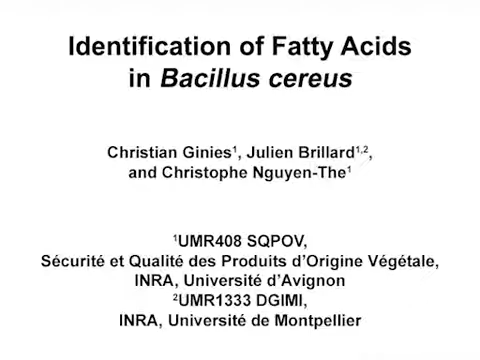 Identification of Fatty Acids
in Bacillus cereus
Christian Ginies¹, Julien Brillard¹,²,
and Christophe Nguyen-The¹
¹UMR408 SQPOV,
Sécurité et Qualité des Produits d'Origine Végétale,
INRA, Université d'Avignon
²UMR1333 DGIMI,
INRA, Université de Montpellier